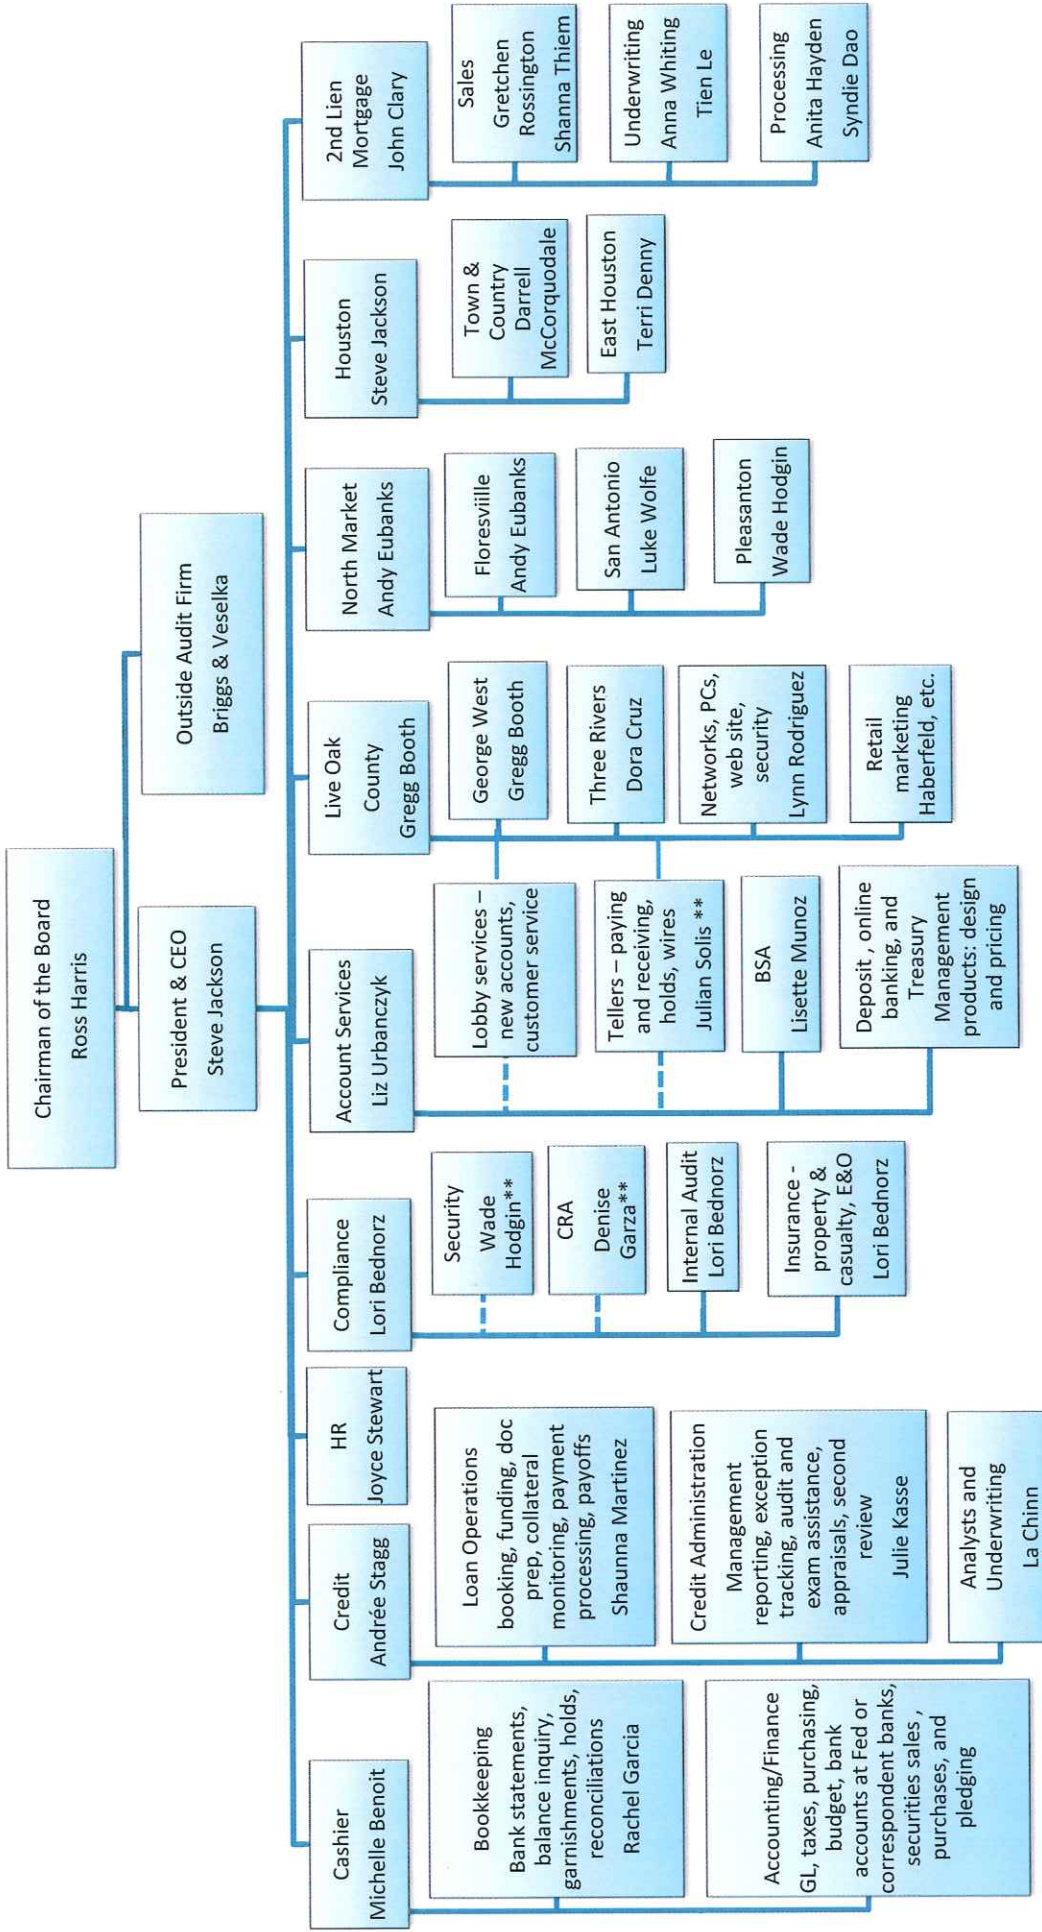 Chairman of the Board
Ross Harris
President & CEO
Steve Jackson
Outside Audit Firm
Briggs & Veselka
Cashier
Michelle Benoit
Bookkeeping
Bank statements,
balance inquiry,
garnishments, holds,
reconciliations
Rachel Garcia
Accounting/Finance
GL, taxes, purchasing,
budget, bank
accounts at Fed or
correspondent banks,
securities sales ,
purchases, and
pledging
Credit
Andrée Stagg
Loan Operations
booking, funding, doc
prep, collateral
monitoring, payment
processing, payoffs
Shaunna Martinez
Credit Administration
Management
reporting, exception
tracking, audit and
exam assistance,
appraisals, second
review
Julie Kasse
Analysts and
Underwriting
La Chinn
HR
Joyce Stewart
Compliance
Lori Bednorz
Security
Wade
Hodgin**
CRA
Denise
Garza**
Internal Audit
Lori Bednorz
Insurance -
property &
casualty, E&O
Lori Bednorz
Account Services
Liz Urbanczyk
Lobby services –
new accounts,
customer service
Tellers – paying
and receiving,
holds, wires
Julian Solis **
BSA
Lisette Munoz
Deposit , online
banking, and
Treasury
Management
products: design
and pricing
Live Oak
County
Gregg Booth
George West
Gregg Booth
Three Rivers
Dora Cruz
Networks, PCs,
web site,
security
Lynn Rodriguez
Retail
marketing
Haberfeld, etc.
North Market
Andy Eubanks
Floresviille
Andy Eubanks
San Antonio
Luke Wolfe
Pleasanton
Wade Hodgin
Houston
Steve Jackson
Town &
Country
Darrell
McCorquodale
East Houston
Terri Denny
2nd Lien
Mortgage
John Clary
Sales
Gretchen
Rossington
Shanna Thiem
Underwriting
Anna Whiting
Tien Le
Processing
Anita Hayden
Syndie Dao